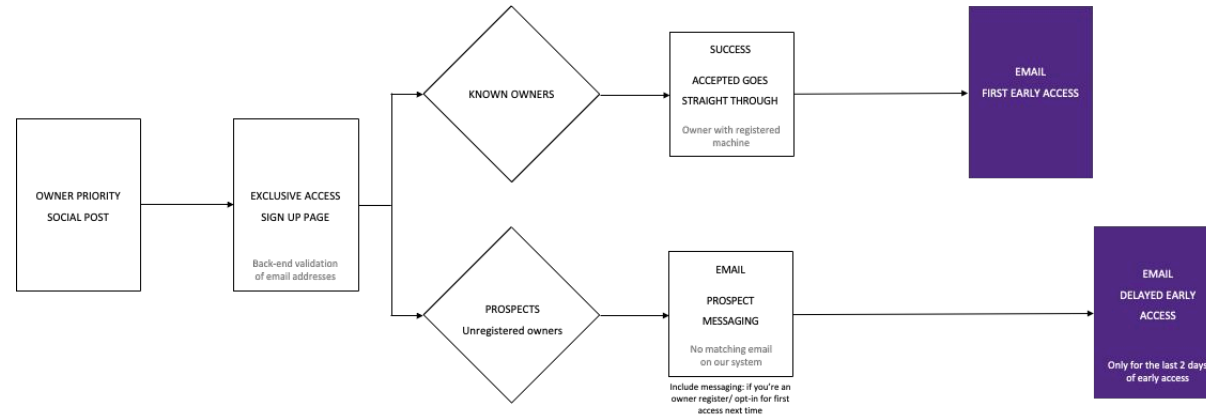 OWNER PRIORITY
SOCIAL POST
EXCLUSIVE ACCESS
SIGN UP PAGE
Back-end validation
of email addresses
KNOWN OWNERS
SUCCESS
ACCEPTED GOES
STRAIGHT THROUGH
Owner with registered
machine
EMAIL
FIRST EARLY ACCESS
PROSPECTS
Unregistered owners
EMAIL
PROSPECT
MESSAGING
No matching email
on our system
Include messaging: if you're an
owner register/ opt-in for first
access next time
EMAIL
DELAYED EARLY
ACCESS
Only for the last 2 days
of early access